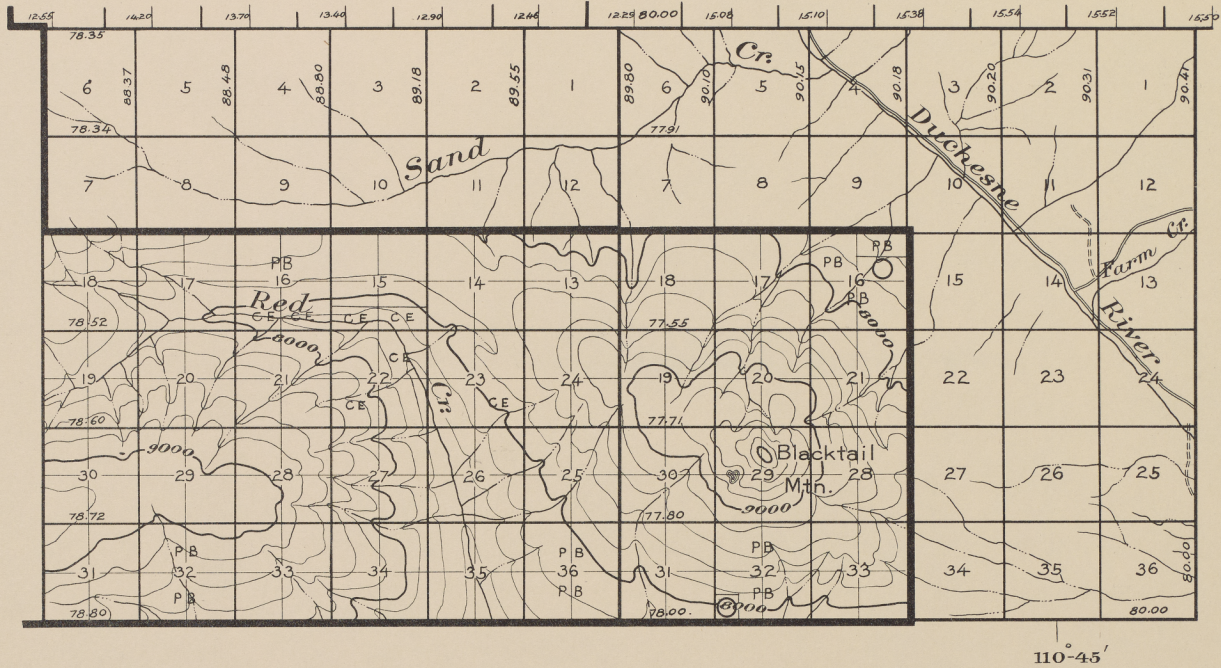 12.55 14.20 13.70 13.40 12.90 12.46 12.29 80.00 15.08 15.10 15.38 15.54 15.52 15.50
78.35
Cr.
6 88.37 5 88.48 4 88.80 3 89.18 2 89.55 1 89.80 6 90.10 5 90.15 4 90.18 3 90.20 2 90.31 1 90.41
78.34 77.91
Sand Duchesne
7 8 9 10 11 12 7 8 9 10 11 12
Farm Cr.
PB PB PB
18 17 16 15 14 13 18 17 16 15 14 13
PB
Red River
CE CE CE CE
78.52 77.55
8000 8000
CE
19 20 21 22 23 24 19 20 21 22 23 24
Cr.
CE CE
78.60 77.71
9000
Blacktail
30 29 28 27 26 25 30 29 28 27 26 25
Mtn.
9000
78.72 77.80
PB PB PB
31 32 33 34 35 36 31 32 33 34 35 36 80.00
PB PB PB
8000
78.80 78.00. 80.00
110°-45'